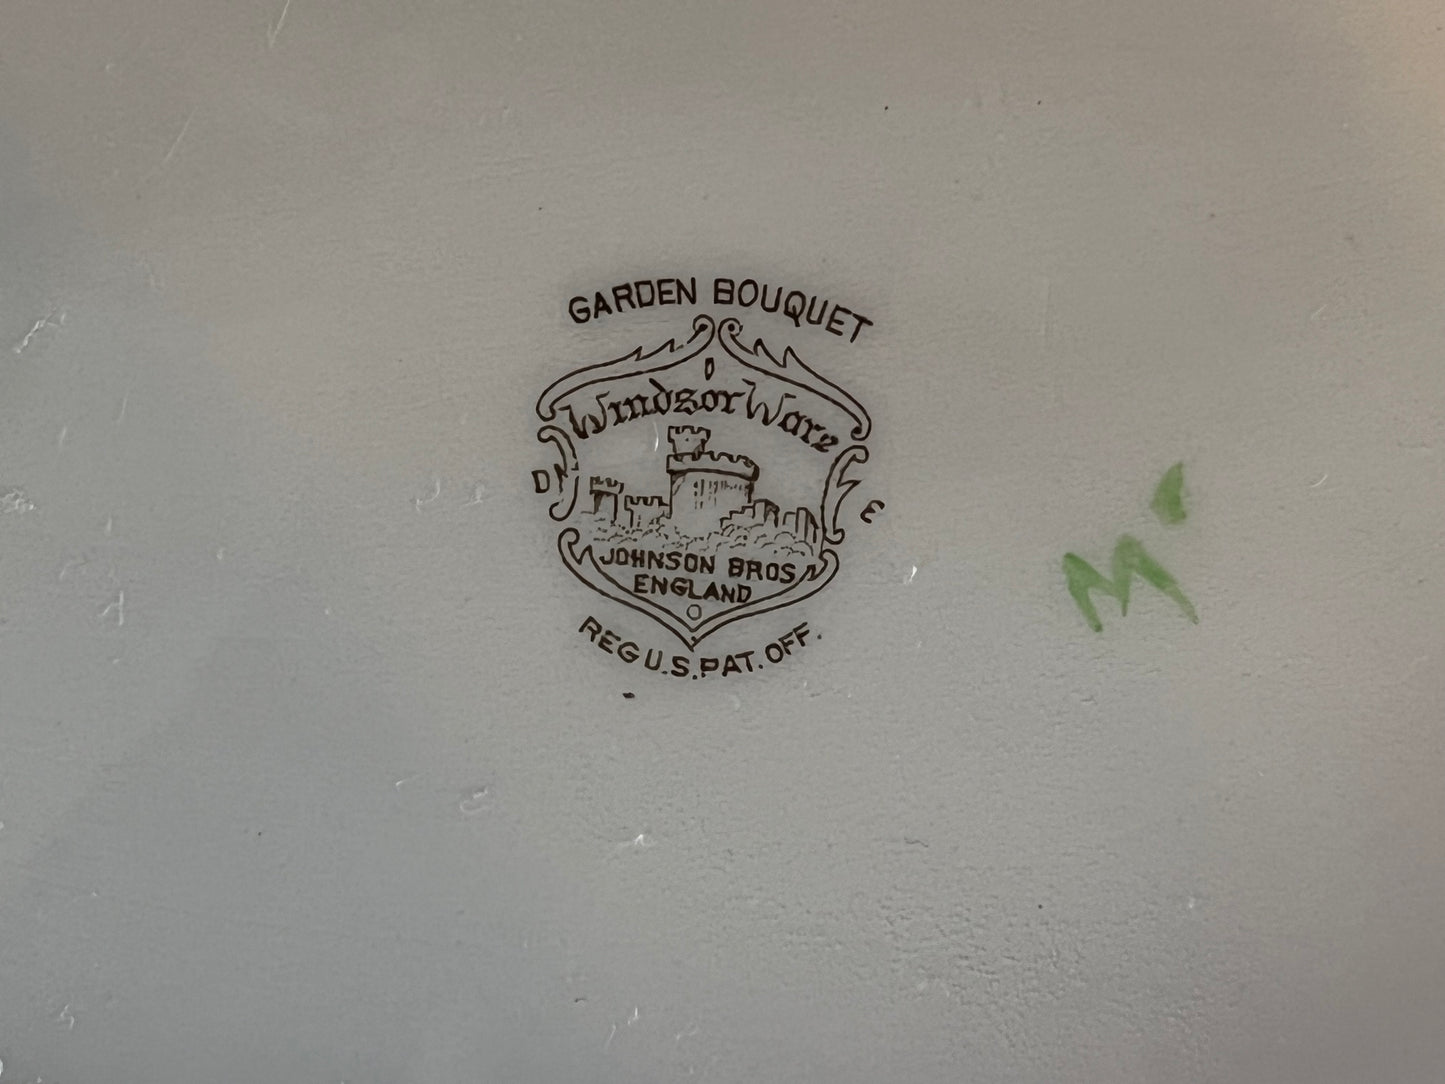 GARDEN BOUQUET
D
Windsor Ware
D
E
JOHNSON BROS
ENGLAND
REG U.S. PAT. OFF.
M'